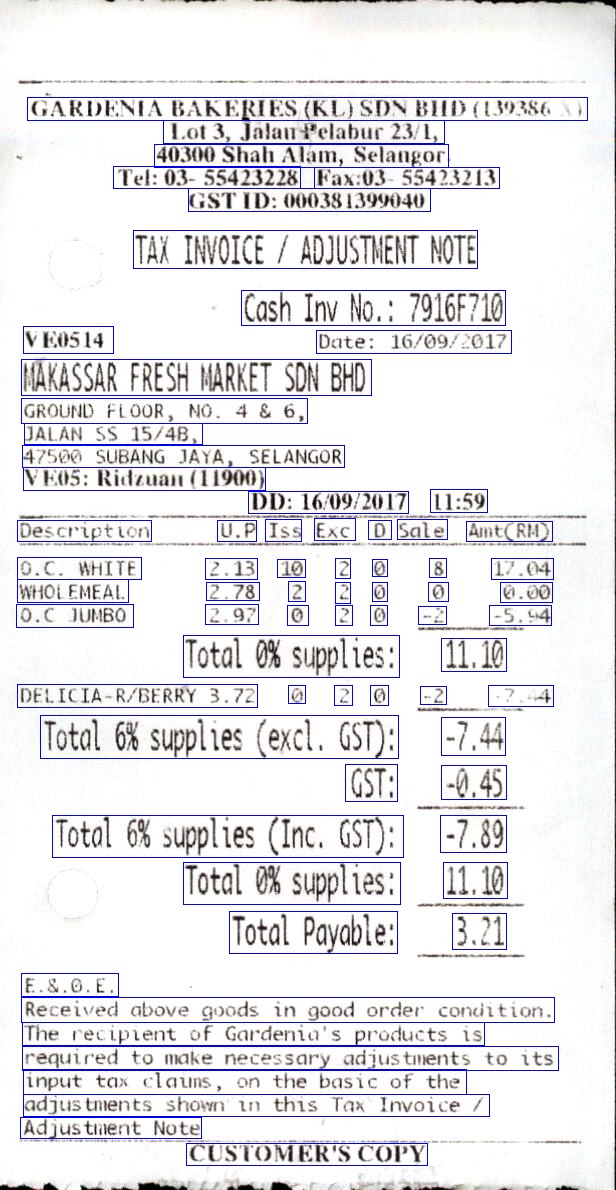 GARDENIA BAKERIES (KL) SDN BHD (139386 X)
Lot 3, Jalan Pelabur 23/1,
40300 Shah Alam, Selangor
Tel: 03- 55423228 Fax:03- 55423213
GST ID: 000381399040
TAX INVOICE / ADJUSTMENT NOTE
Cash Inv No.: 7916F710
VE0514 Date: 16/09/2017
MAKASSAR FRESH MARKET SDN BHD
GROUND FLOOR, NO. 4 & 6,
JALAN SS 15/4B,
47500 SUBANG JAYA, SELANGOR
VE05: Ridzuan (11900)
DD: 16/09/2017 11:59
Description U.P Iss Exc D Sale Amt(RM)
O.C. WHITE 2.13 10 2 0 8 17.04
WHOLEMEAL 2.78 2 2 0 0 0.00
O.C JUMBO 2.97 0 2 0 -2 -5.94
Total 0% supplies: 11.10
DELICIA-R/BERRY 3.72 0 2 0 -2 -7.44
Total 6% supplies (excl. GST): -7.44
GST: -0.45
Total 6% supplies (Inc. GST): -7.89
Total 0% supplies: 11.10
Total Payable: 3.21
E.&.O.E.
Received above goods in good order condition.
The recipient of Gardenia's products is
required to make necessary adjustments to its
input tax claims, on the basic of the
adjustments shown in this Tax Invoice /
Adjustment Note
CUSTOMER'S COPY